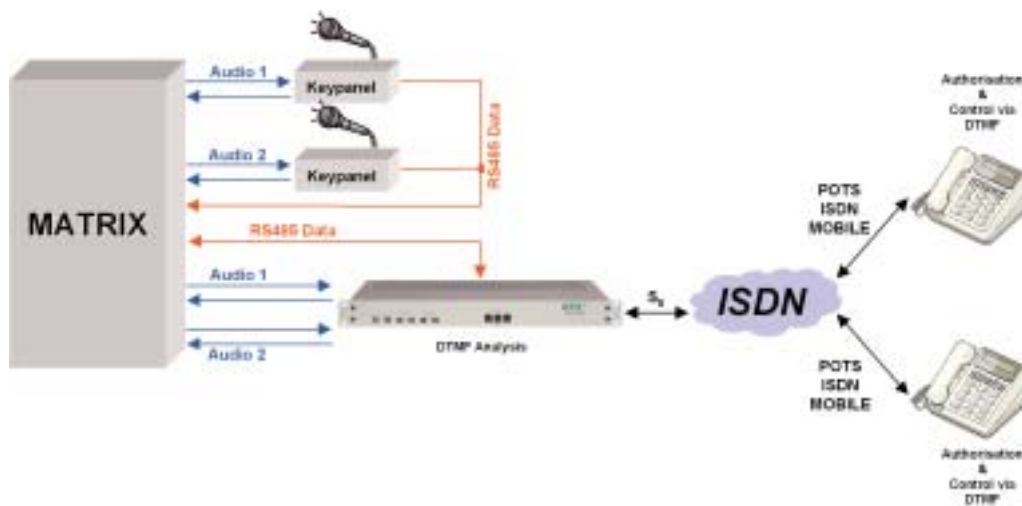 Audio 1
Keypanel
Audio 2
Keypanel
RS485 Data
MATRIX
RS485 Data
Audio 1
Audio 2
DTMF Analysis
S₀
ISDN
POTS
ISDN
MOBILE
Authorisation
&
Control via
DTMF
POTS
ISDN
MOBILE
Authorisation
&
Control via
DTMF